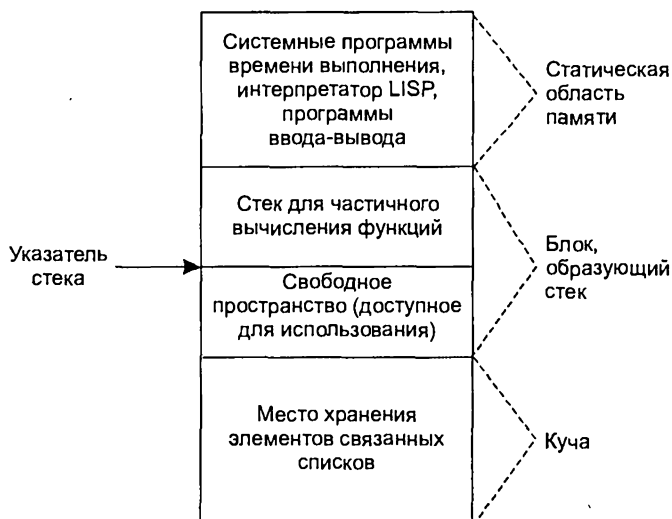 Системные программы
времени выполнения,
интерпретатор LISP,
программы
ввода-вывода
Статическая
область
памяти
Стек для частичного
вычисления функций
Указатель
стека
Блок,
образующий
стек
Свободное
пространство (доступное
для использования)
Место хранения
элементов связанных
списков
Куча